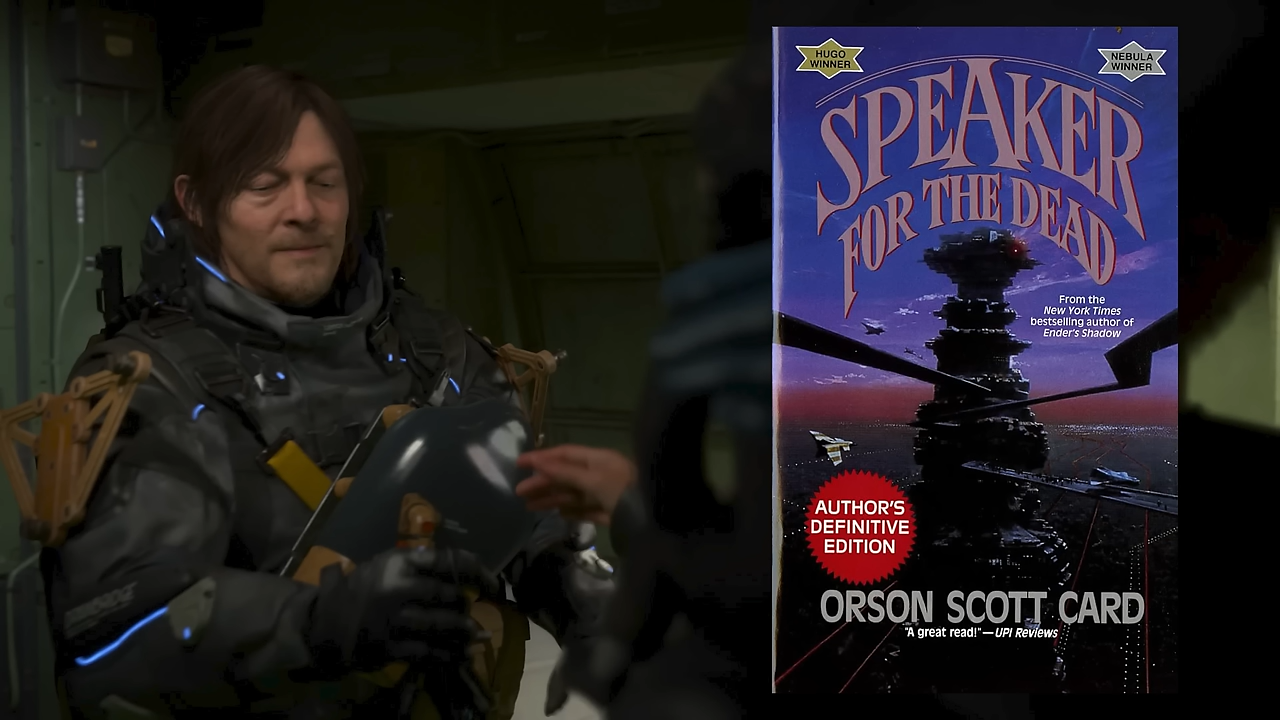 HUGO
WINNER
NEBULA
WINNER
SPEAKER
FOR THE DEAD
From the
New York Times
bestselling author of
Ender's Shadow
AUTHOR'S
DEFINITIVE
EDITION
ORSON SCOTT CARD
"A great read!"—UPI Reviews